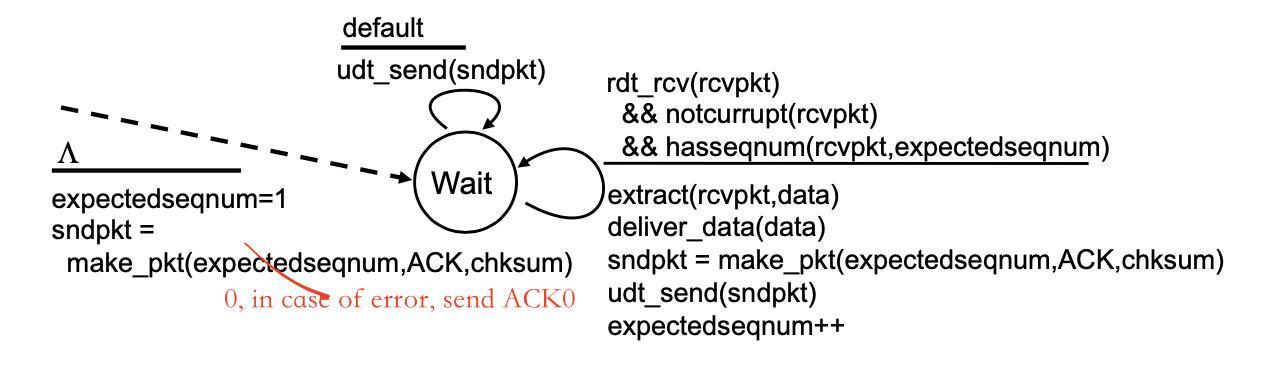 default
udt_send(sndpkt)
rdt_rcv(rcvpkt)
&& notcurrupt(rcvpkt)
&& hasseqnum(rcvpkt,expectedseqnum)
Λ
Wait
expectedseqnum=1
sndpkt =
make_pkt(expectedseqnum,ACK,chksum)
0, in case of error, send ACK0
extract(rcvpkt,data)
deliver_data(data)
sndpkt = make_pkt(expectedseqnum,ACK,chksum)
udt_send(sndpkt)
expectedseqnum++